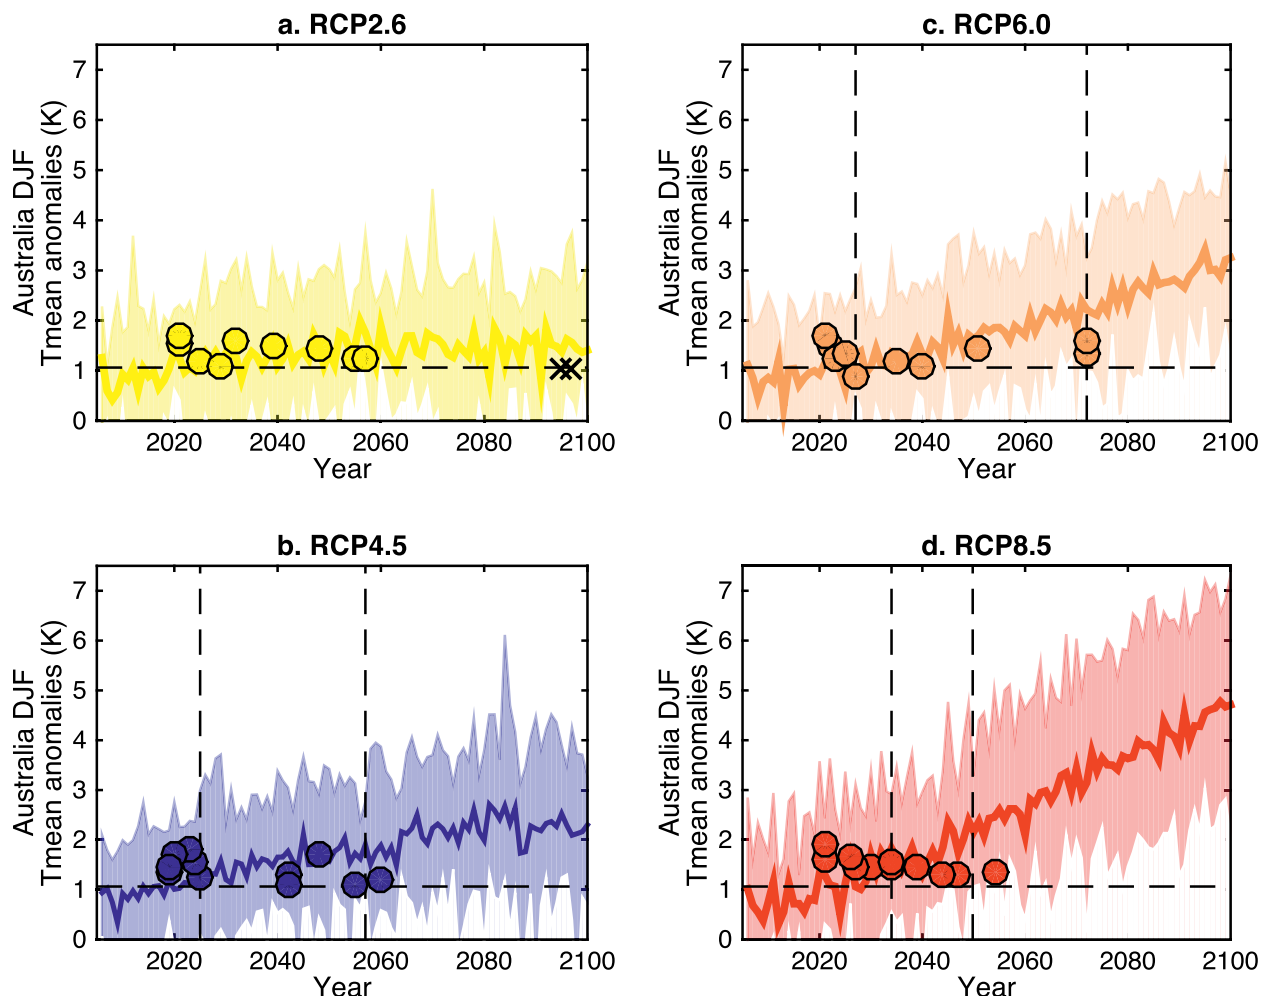 a. RCP2.6
Australia DJF
Tmean anomalies (K)
7
6
5
4
3
2
1
0
2020 2040 2060 2080 2100
Year
c. RCP6.0
Australia DJF
Tmean anomalies (K)
7
6
5
4
3
2
1
0
2020 2040 2060 2080 2100
Year
b. RCP4.5
Australia DJF
Tmean anomalies (K)
7
6
5
4
3
2
1
0
2020 2040 2060 2080 2100
Year
d. RCP8.5
Australia DJF
Tmean anomalies (K)
7
6
5
4
3
2
1
0
2020 2040 2060 2080 2100
Year